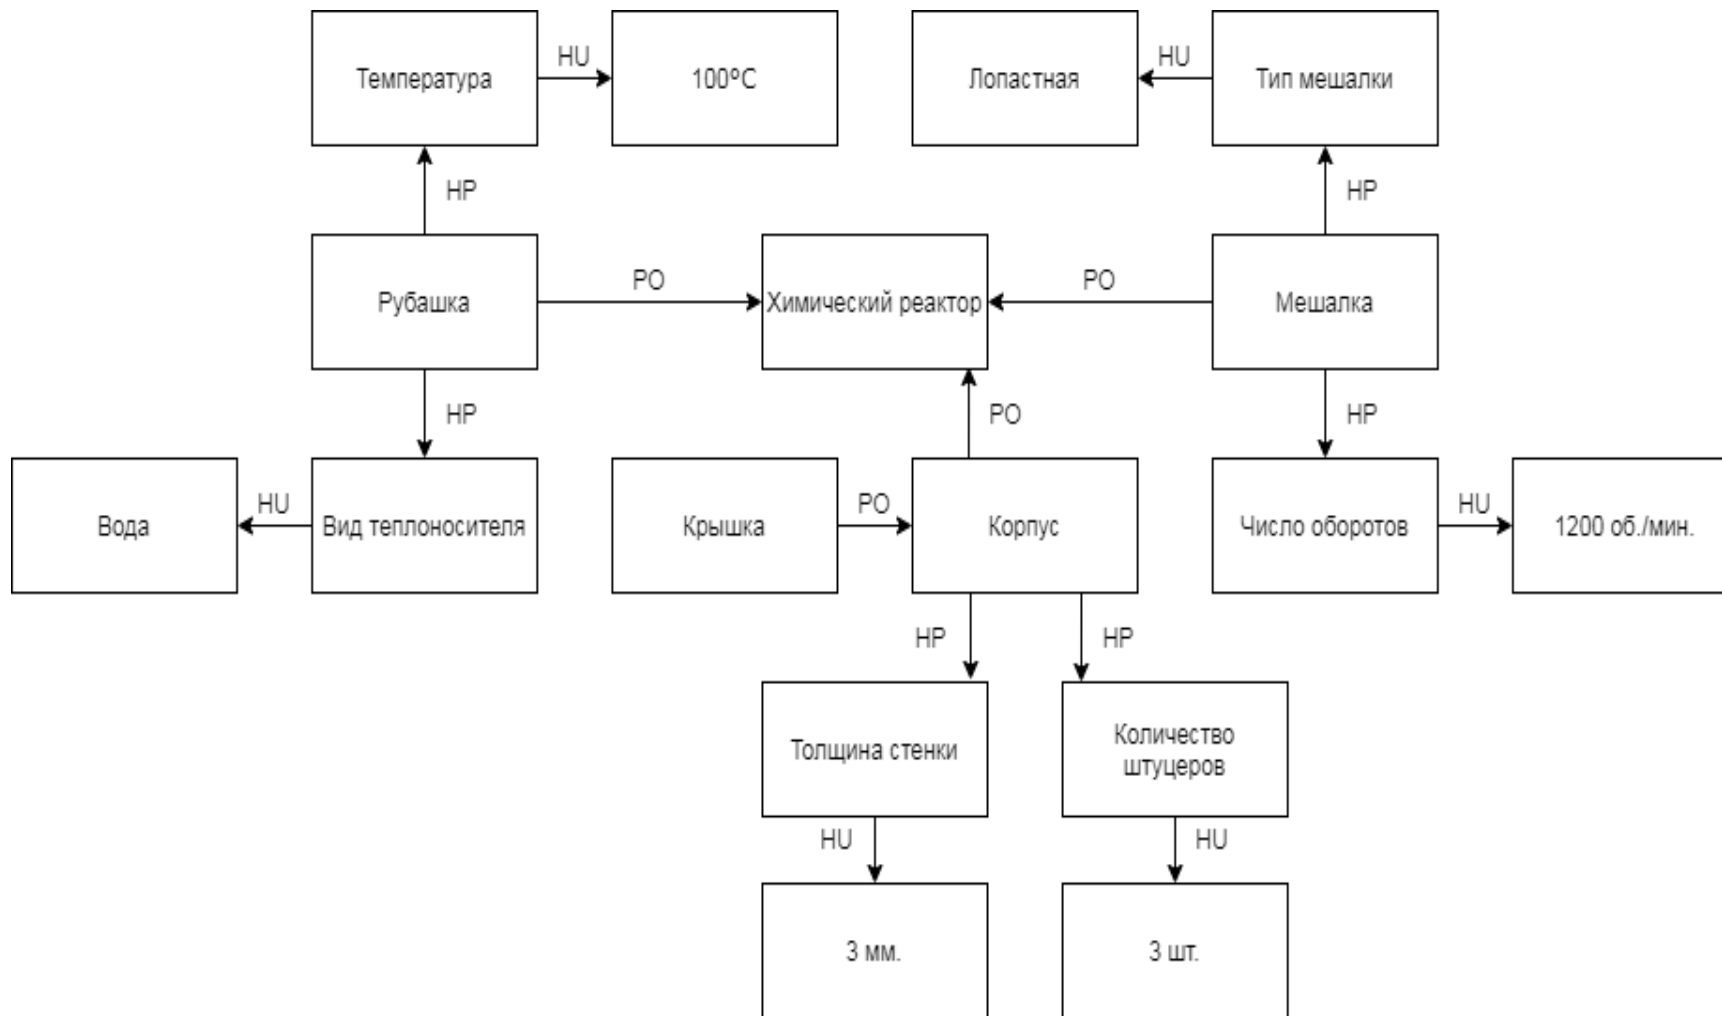 HU
HU
Температура
100°C
Лопастная
Тип мешалки
HP
HP
PO
PO
Рубашка
Химический реактор
Мешалка
HP
PO
HP
HU
PO
HU
Вода
Вид теплоносителя
Крышка
Корпус
Число оборотов
1200 об./мин.
HP
HP
Толщина стенки
Количество
штуцеров
HU
HU
3 мм.
3 шт.